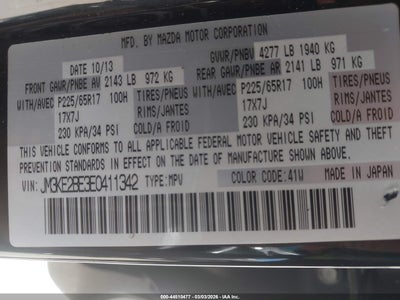 MFD. BY MAZDA MOTOR CORPORATION
DATE 10/13 GVWR/PNBV 4277 LB 1940 KG
FRONT GAWR/PNBE AV 2143 LB 972 KG REAR GAWR/PNBE AR 2141 LB 971 KG
WITH/AVEC P225/65R17 100H TIRES/PNEUS WITH/AVEC P225/65R17 100H TIRES/PNEUS
17X7J RIMS/JANTES 17X7J RIMS/JANTES
230 KPA/34 PSI COLD/A FROID 230 KPA/34 PSI COLD/A FROID
THIS VEHICLE CONFORMS TO ALL APPLICABLE FEDERAL MOTOR VEHICLE SAFETY AND THEFT
PREVENTION STANDARDS IN EFFECT ON THE DATE OF MANUFACTURE SHOWN ABOVE.
VIN: JM3KE2BE3E0411342 TYPE:MPV COLOR CODE:41W MADE IN JAPAN
000-44610477 - 03/03/2026 - IAA Inc.